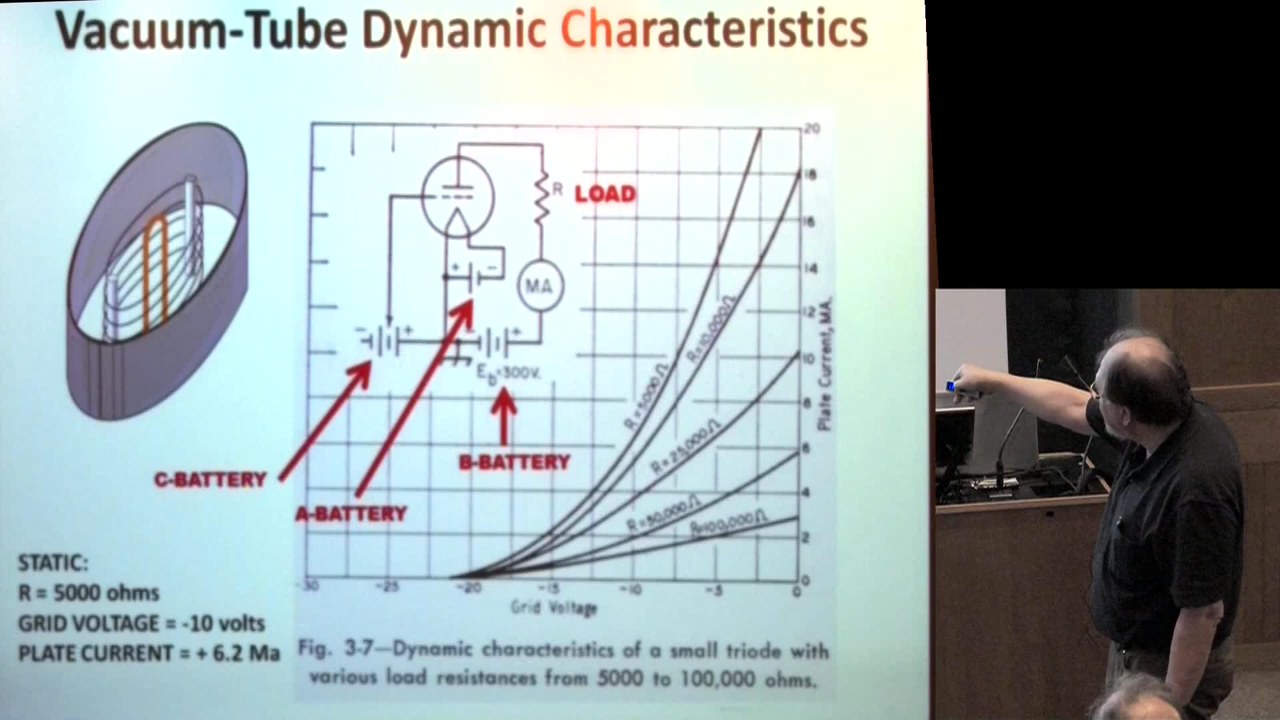 Vacuum-Tube Dynamic Characteristics
R
LOAD
MA
+ -
- +
- +
Eb=300V.
C-BATTERY
A-BATTERY
B-BATTERY
R=5000Ω
R=10,000Ω
R=25,000Ω
R=50,000Ω
R=100,000Ω
20
18
16
14
12
10
8
6
4
2
0
Plate Current, MA.
-30 -25 -20 -15 -10 -5 0
Grid Voltage
STATIC:
R = 5000 ohms
GRID VOLTAGE = -10 volts
PLATE CURRENT = + 6.2 Ma
Fig. 3-7—Dynamic characteristics of a small triode with
various load resistances from 5000 to 100,000 ohms.